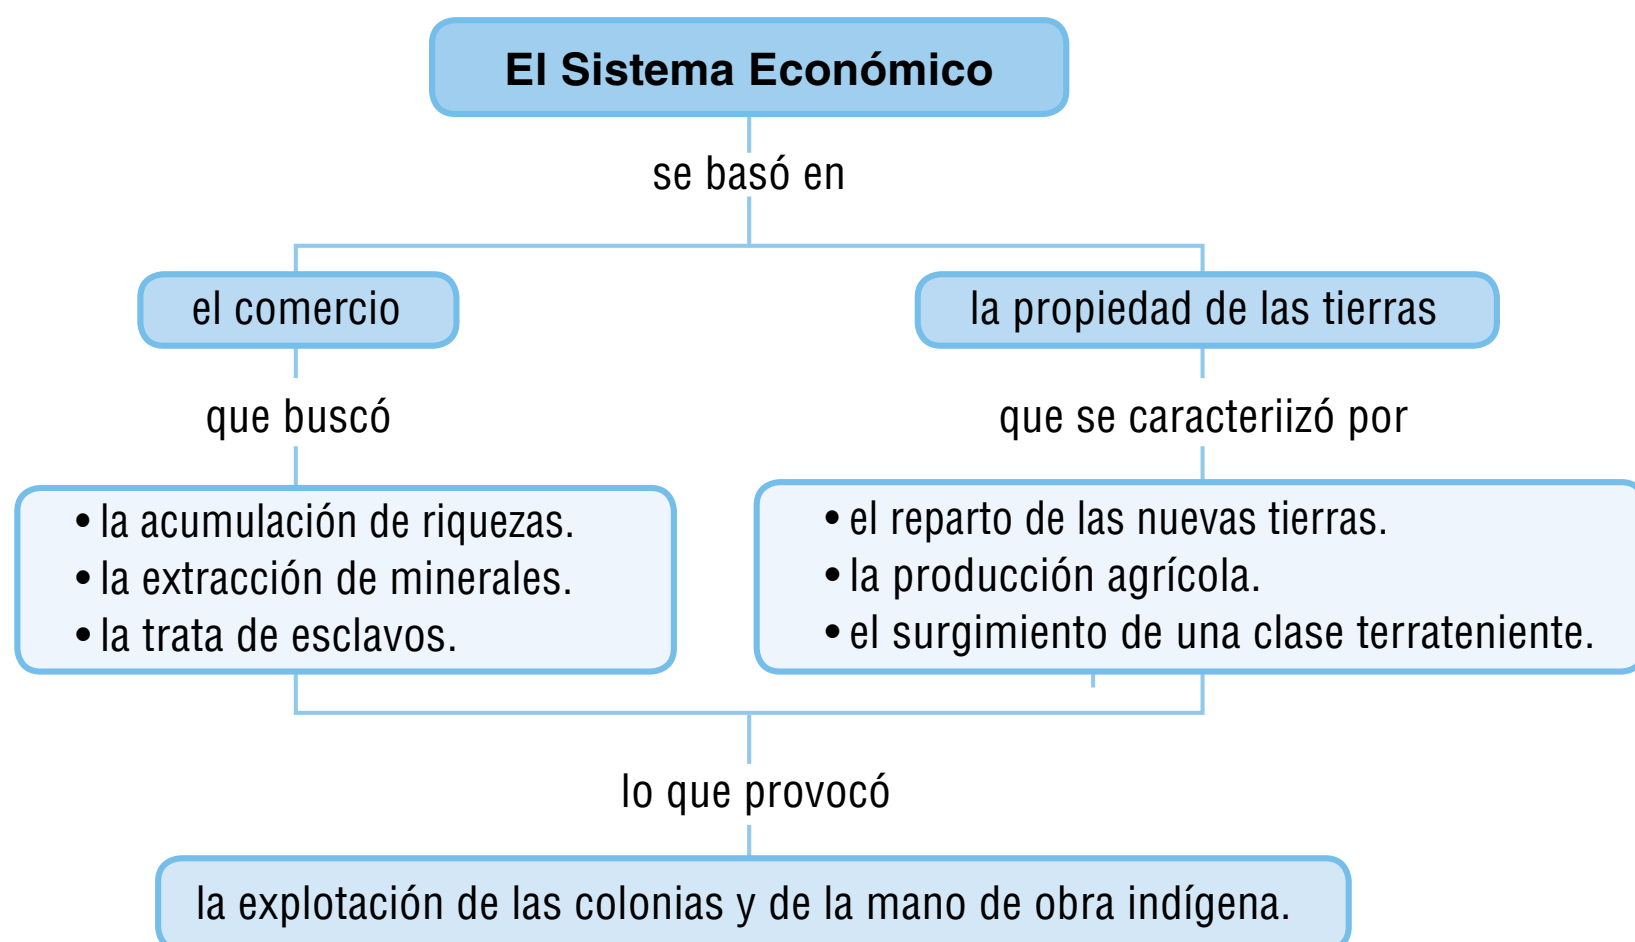 El Sistema Económico
se basó en
el comercio
la propiedad de las tierras
que buscó
que se caracteriizó por
• la acumulación de riquezas.
• la extracción de minerales.
• la trata de esclavos.
• el reparto de las nuevas tierras.
• la producción agrícola.
• el surgimiento de una clase terrateniente.
lo que provocó
la explotación de las colonias y de la mano de obra indígena.